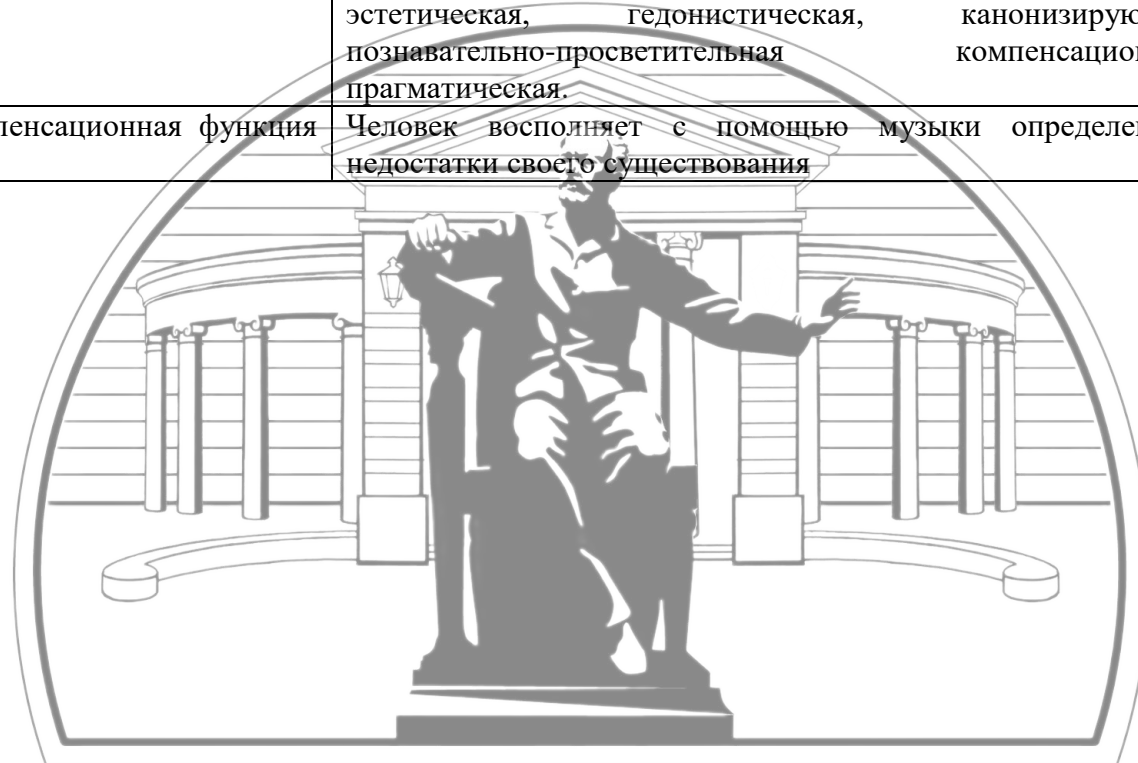 эстетическая, гедонистическая, канонизирую
познавательно-просветительная компенсацион
прагматическая.
пенсационная функция Человек восполняет с помощью музыки определен
недостатки своего существования